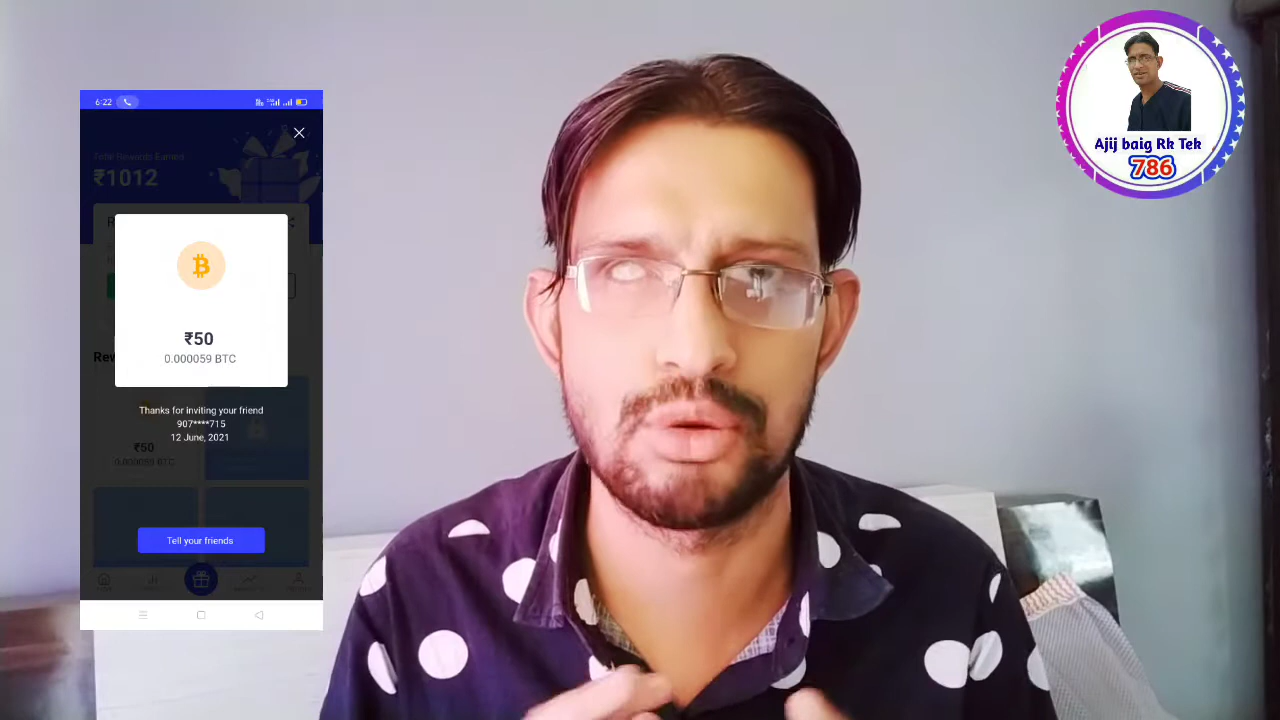 6:22
Total Rewards Earned
₹1012
₹50
0.000059 BTC
Thanks for inviting your friend
907****715
12 June, 2021
₹50
0.000059 BTC
Tell your friends
Ajij baig Rk Tek
786